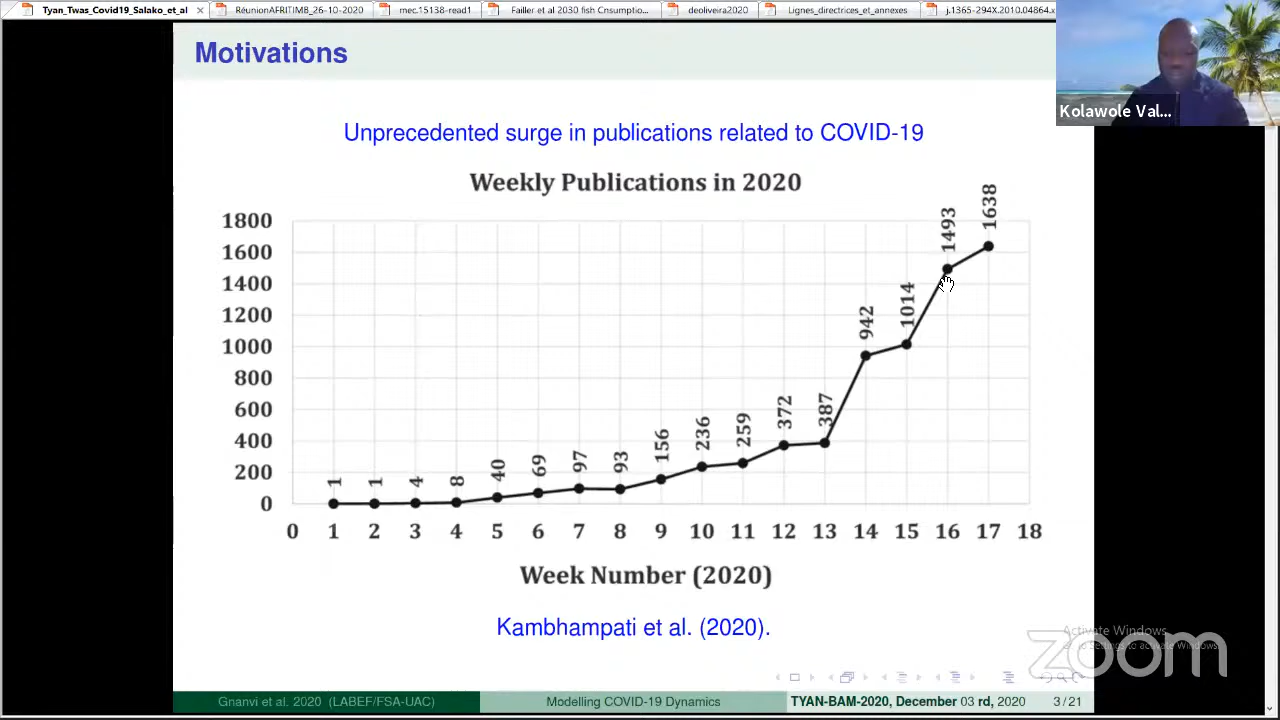 Tyan_Twas_Covid19_Salako_et_al
RéunionAFRITIMB_26-10-2020
mec.15138-read1
Failler et al 2030 fish Cnsumptio...
deoliveira2020
Lignes_directrices_et_annexes
j.1365-294X.2010.04864.x
Motivations
Kolawole Val...
Unprecedented surge in publications related to COVID-19
Weekly Publications in 2020
1800
1600
1400
1200
1000
800
600
400
200
0
1
1
4
8
40
69
97
93
156
236
259
372
387
942
1014
1493
1638
0 1 2 3 4 5 6 7 8 9 10 11 12 13 14 15 16 17 18
Week Number (2020)
Kambhampati et al. (2020).
Activate Windows
to activate Windows.
zoom
Gnanvi et al. 2020 (LABEF/FSA-UAC)
Modelling COVID-19 Dynamics
TYAN-BAM-2020, December 03 rd, 2020
3 / 21